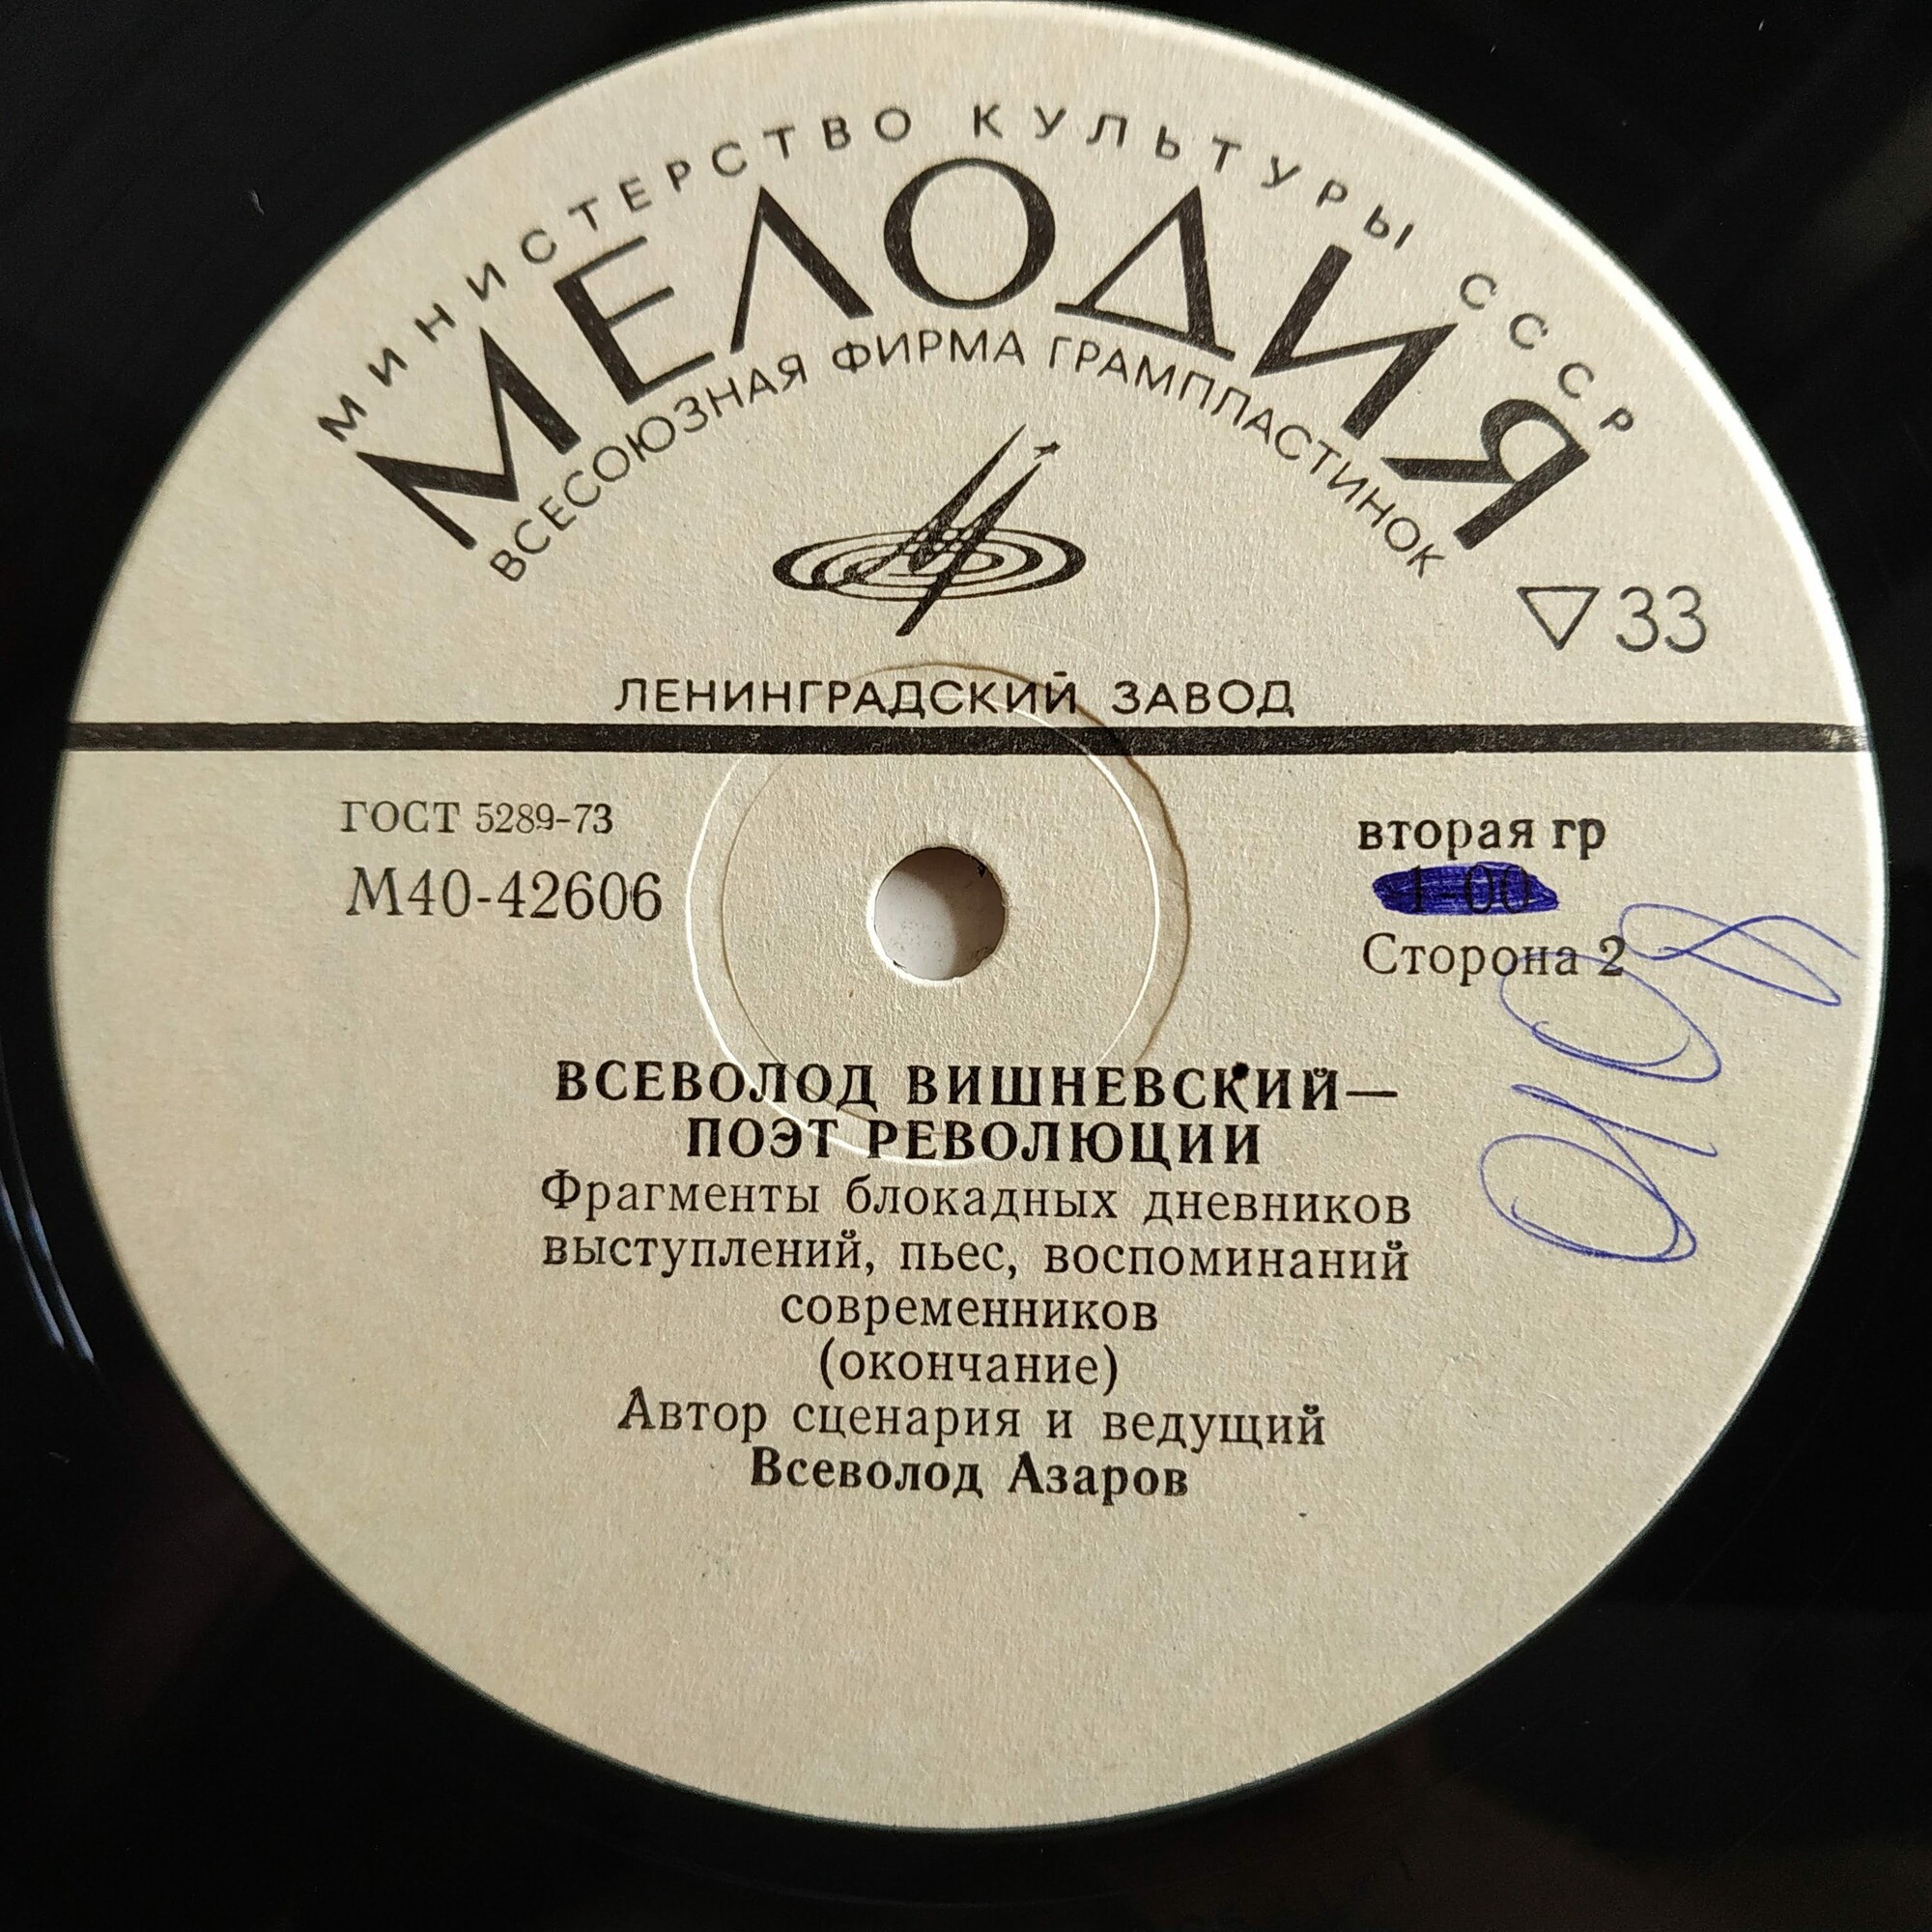 МИНИСТЕРСТВО КУЛЬТУРЫ СССР
МЕЛОДИЯ
ВСЕСОЮЗНАЯ ФИРМА ГРАМПЛАСТИНОК
33
ЛЕНИНГРАДСКИЙ ЗАВОД
ГОСТ 5289-73
вторая гр
М40-42606
1-00
Сторона 2
ВСЕВОЛОД ВИШНЕВСКИЙ—
ПОЭТ РЕВОЛЮЦИИ
Фрагменты блокадных дневников
выступлений, пьес, воспоминаний
современников
(окончание)
Автор сценария и ведущий
Всеволод Азаров